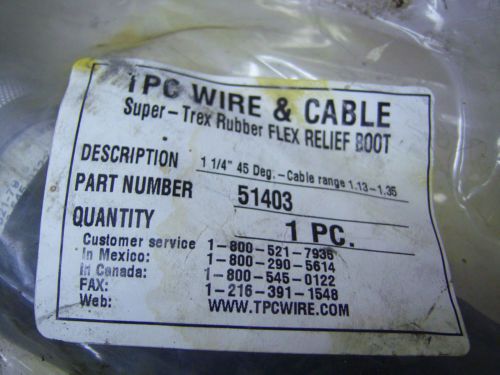 TPC WIRE & CABLE
Super-Trex Rubber FLEX RELIEF BOOT
DESCRIPTION 1 1/4" 45 Deg.-Cable range 1.13-1.35
PART NUMBER 51403
QUANTITY 1 PC.
Customer service 1-800-521-7935
In Mexico: 1-800-290-5614
In Canada: 1-800-545-0122
FAX: 1-216-391-1548
Web: WWW.TPCWIRE.COM